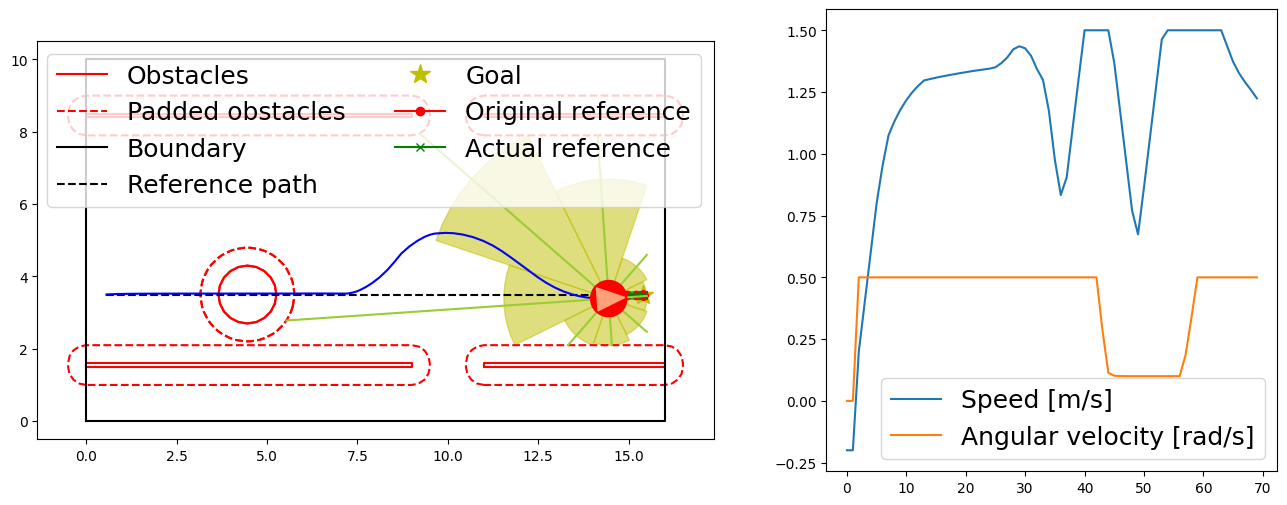 Obstacles
Padded obstacles
Boundary
Reference path
Goal
Original reference
Actual reference
10
8
6
4
2
0
0.0 2.5 5.0 7.5 10.0 12.5 15.0
1.50
1.25
1.00
0.75
0.50
0.25
0.00
-0.25
Speed [m/s]
Angular velocity [rad/s]
0 10 20 30 40 50 60 70